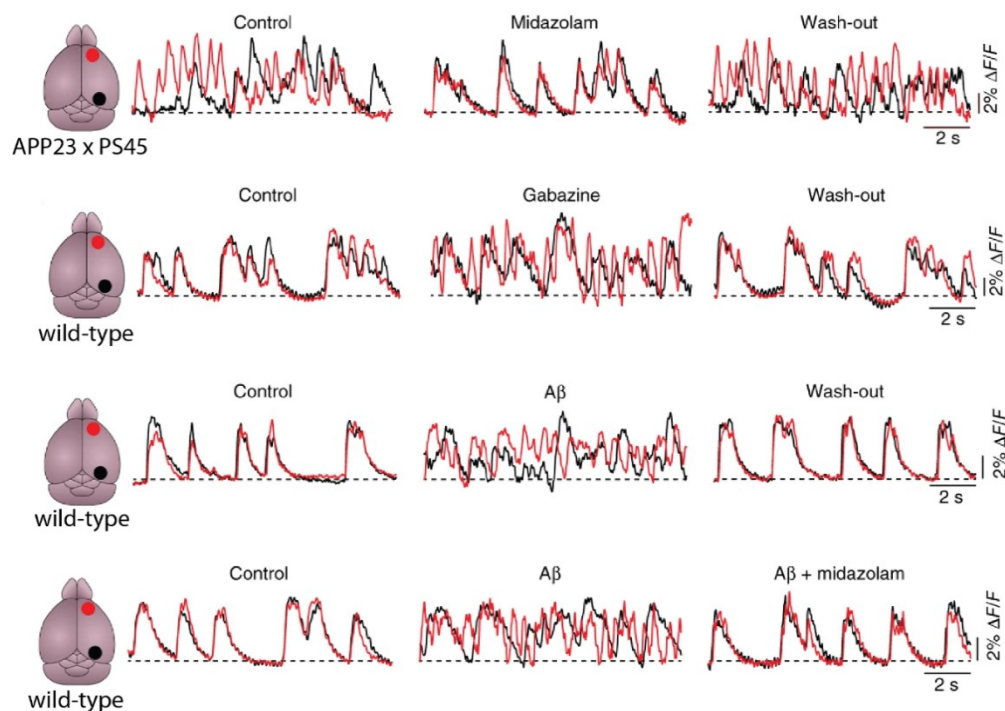 Control Midazolam Wash-out
2% ΔF/F
2 s
APP23 x PS45
Control Gabazine Wash-out
2% ΔF/F
2 s
wild-type
Control Aβ Wash-out
2% ΔF/F
2 s
wild-type
Control Aβ Aβ + midazolam
2% ΔF/F
2 s
wild-type